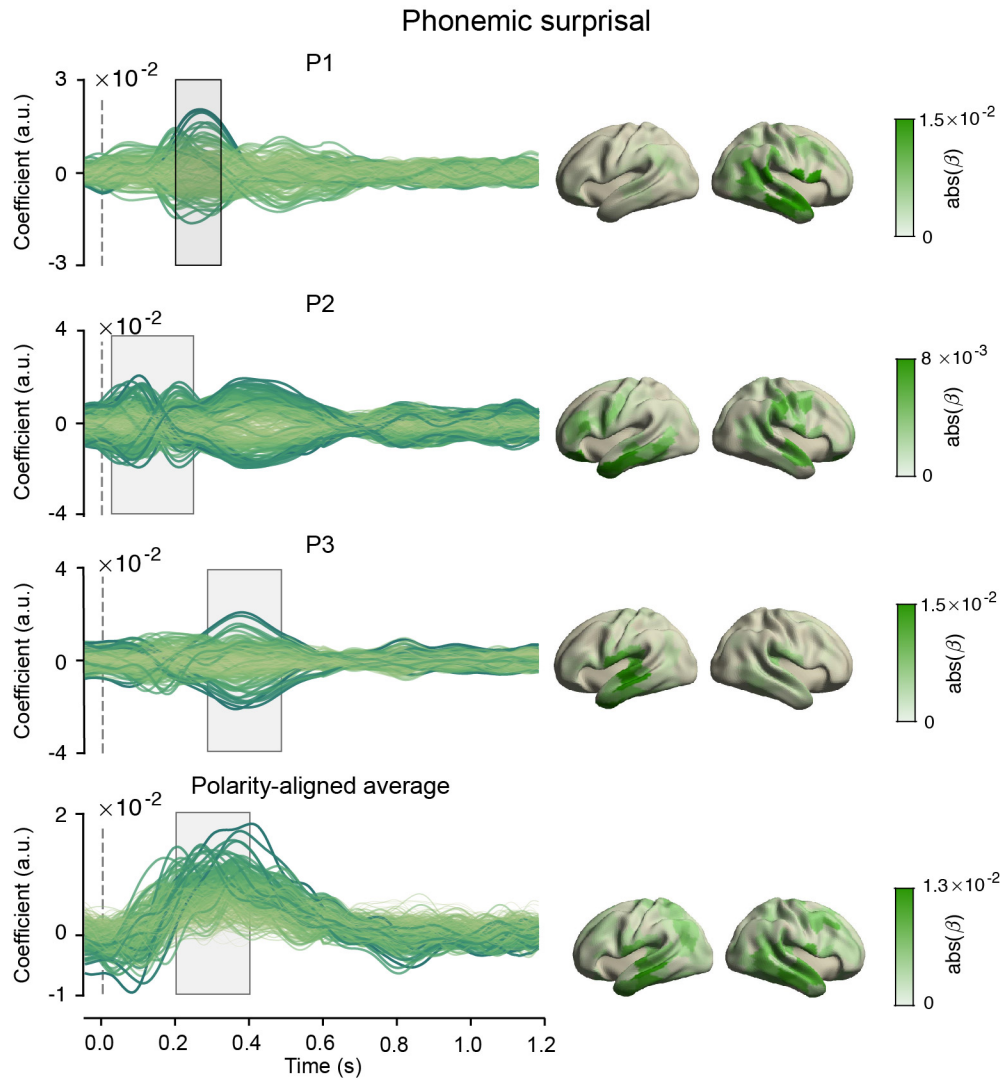 Phonemic surprisal
P1
3
×10-2
0
-3
Coefficient (a.u.)
1.5×10-2
0
abs(β)
P2
4
×10-2
0
-4
Coefficient (a.u.)
8 ×10-3
0
abs(β)
P3
4
×10-2
0
-4
Coefficient (a.u.)
1.5×10-2
0
abs(β)
Polarity-aligned average
2
×10-2
0
-1
Coefficient (a.u.)
1.3×10-2
0
abs(β)
0.0 0.2 0.4 0.6 0.8 1.0 1.2
Time (s)